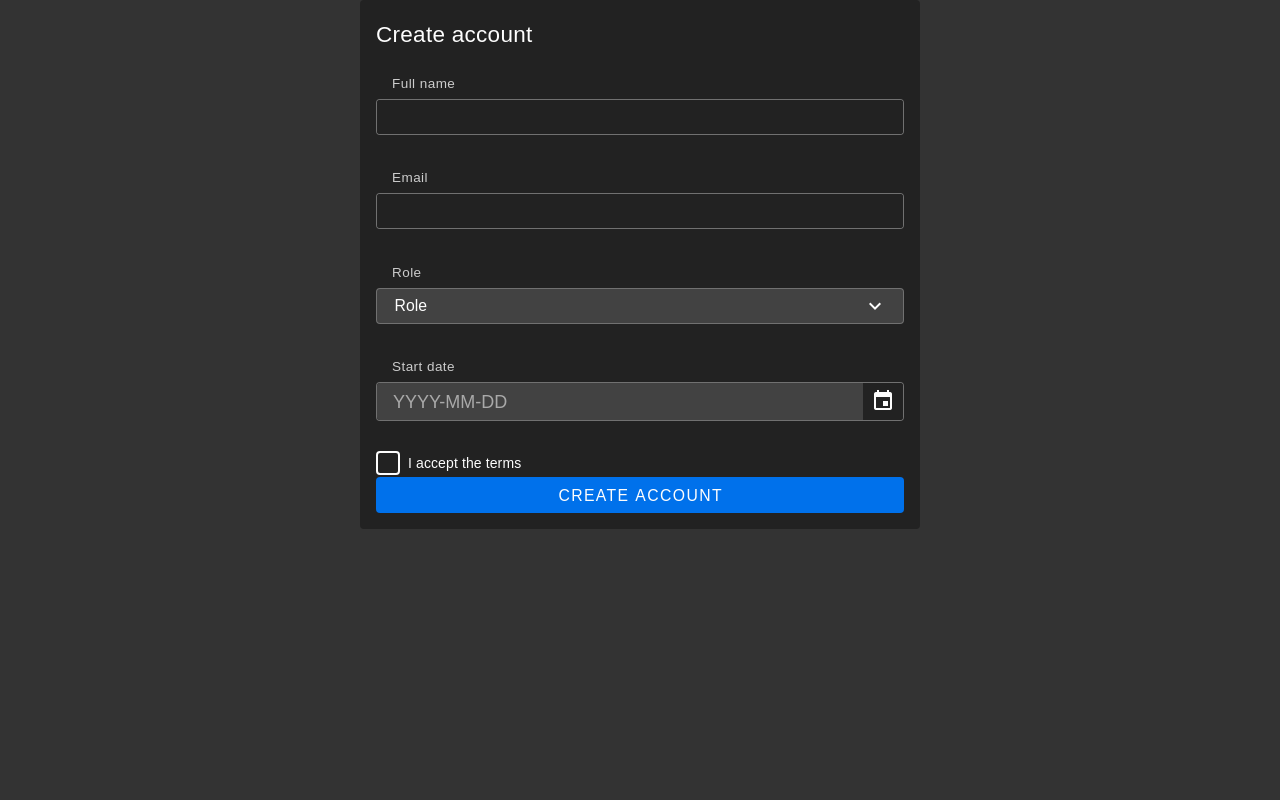 Create account
Full name
Email
Role
Role
Start date
YYYY-MM-DD
I accept the terms
CREATE ACCOUNT